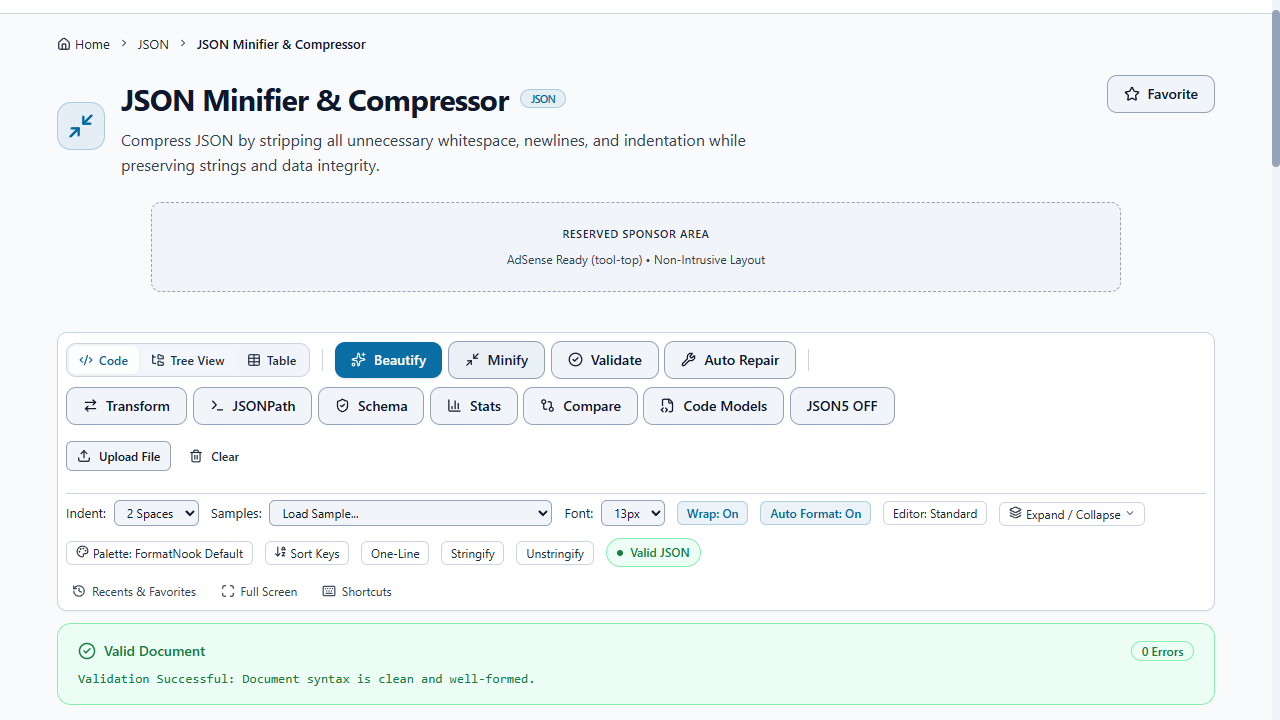 Home > JSON > JSON Minifier & Compressor
JSON Minifier & Compressor JSON
Favorite
Compress JSON by stripping all unnecessary whitespace, newlines, and indentation while
preserving strings and data integrity.
RESERVED SPONSOR AREA
AdSense Ready (tool-top) • Non-Intrusive Layout
Code Tree View Table Beautify Minify Validate Auto Repair
Transform JSONPath Schema Stats Compare Code Models JSON5 OFF
Upload File Clear
Indent: 2 Spaces Samples: Load Sample... Font: 13px Wrap: On Auto Format: On Editor: Standard Expand / Collapse
Palette: FormatNook Default Sort Keys One-Line Stringify Unstringify Valid JSON
Recents & Favorites Full Screen Shortcuts
Valid Document 0 Errors
Validation Successful: Document syntax is clean and well-formed.